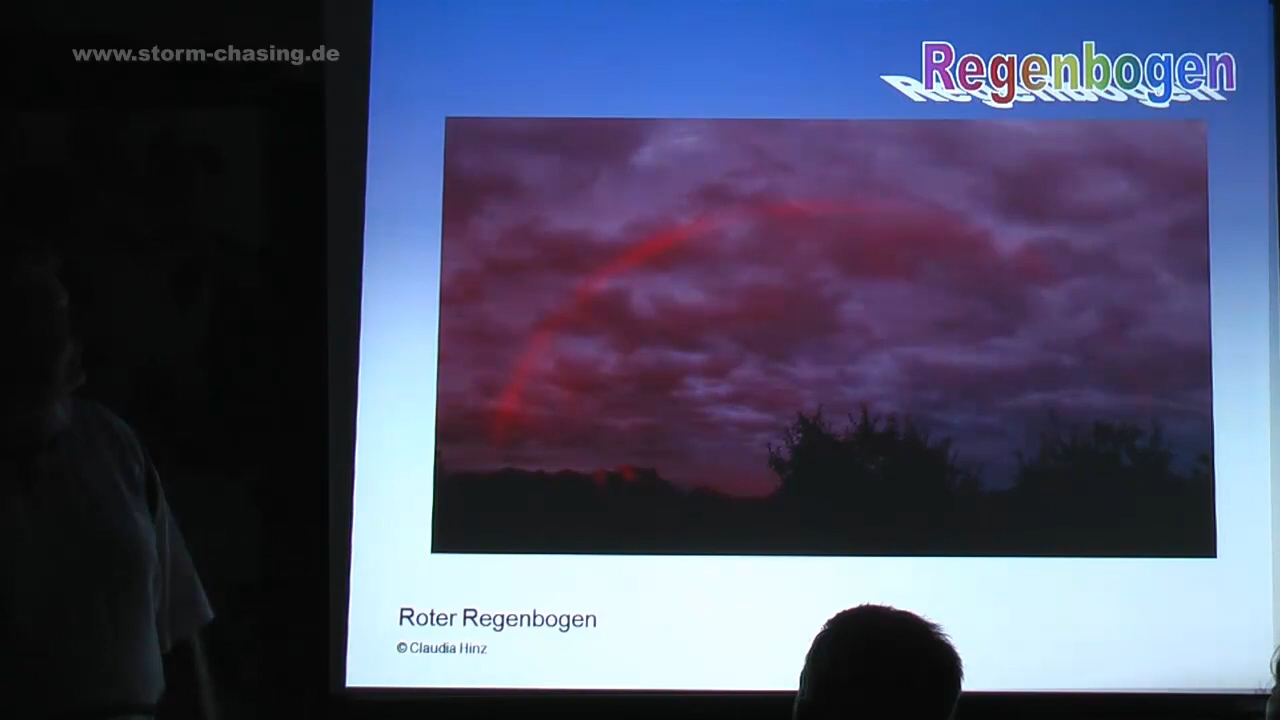 www.storm-chasing.de
Regenbogen
Roter Regenbogen
© Claudia Hinz